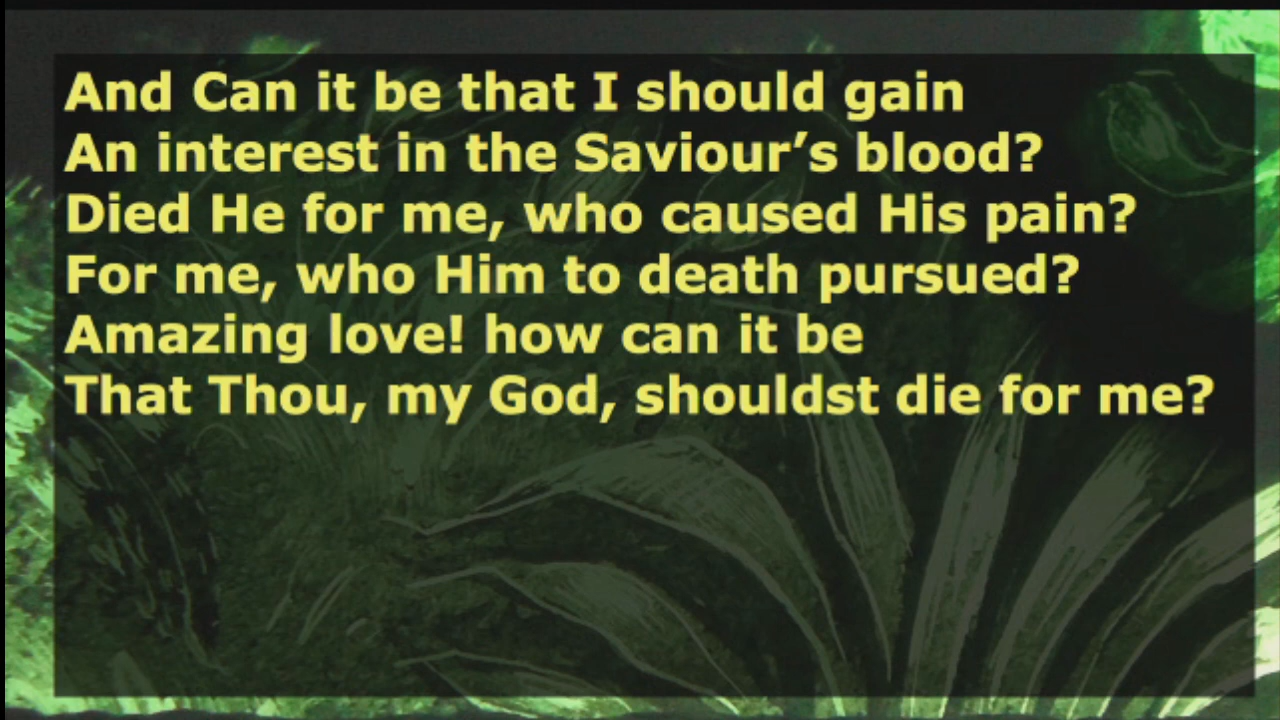 And Can it be that I should gain
An interest in the Saviour’s blood?
Died He for me, who caused His pain?
For me, who Him to death pursued?
Amazing love! how can it be
That Thou, my God, shouldst die for me?